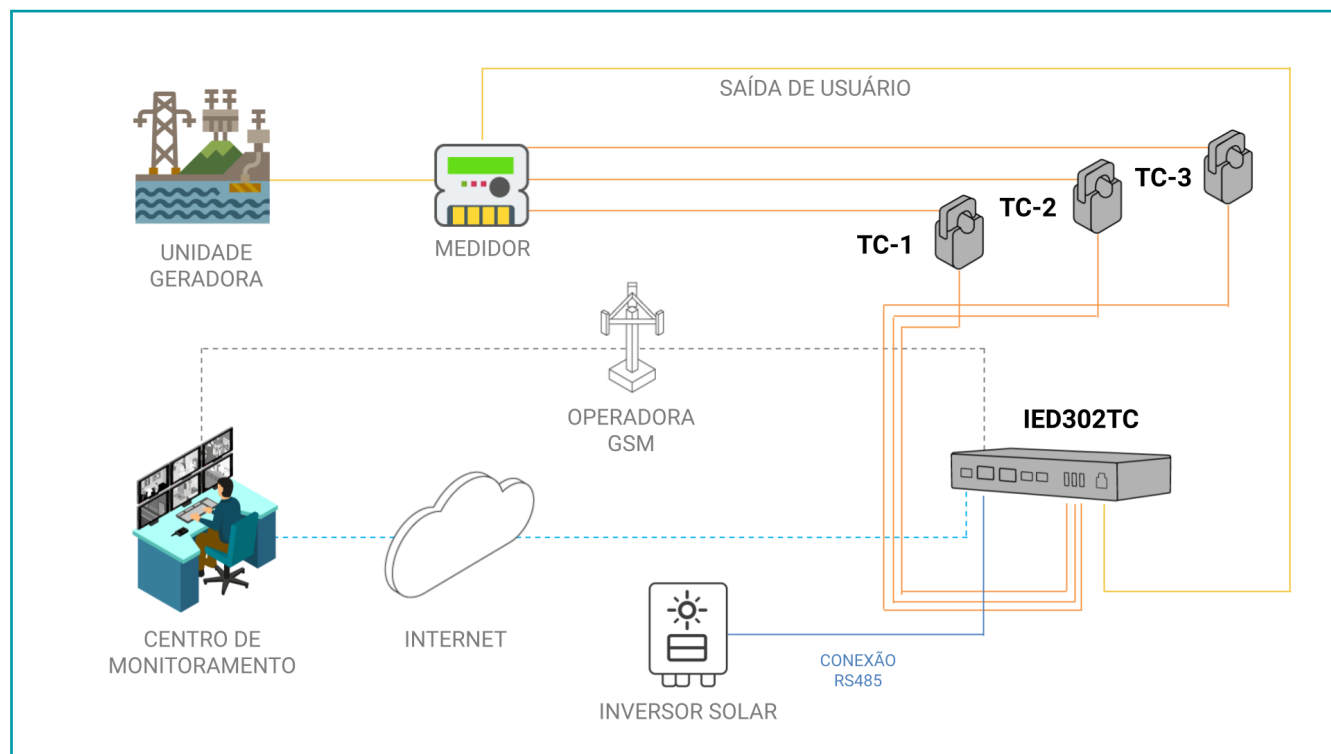 SAÍDA DE USUÁRIO
TC-3
TC-2
TC-1
UNIDADE
GERADORA
MEDIDOR
OPERADORA
GSM
IED302TC
CENTRO DE
MONITORAMENTO
INTERNET
CONEXÃO
RS485
INVERSOR SOLAR